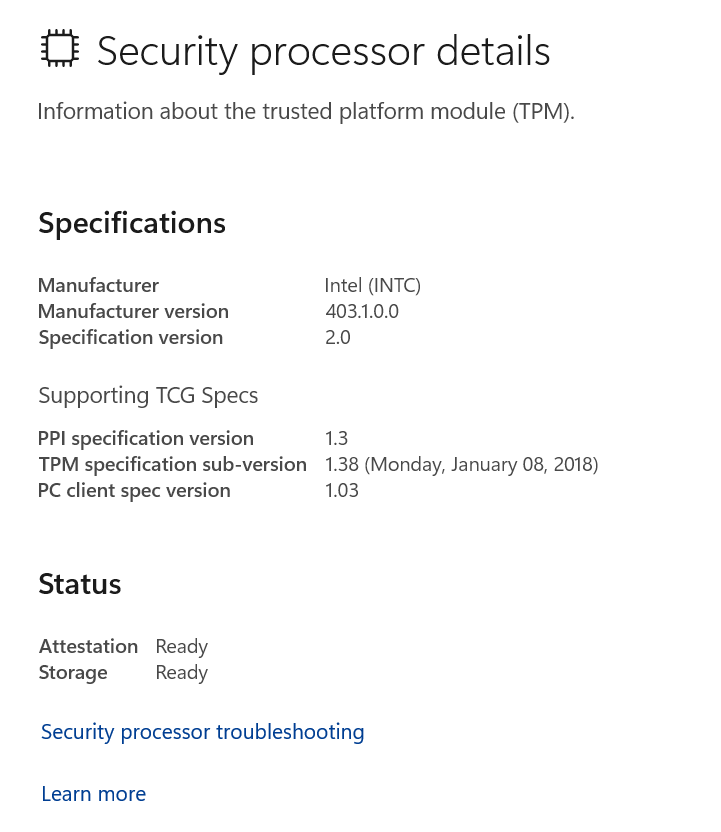 Security processor details
Information about the trusted platform module (TPM).
Specifications
Manufacturer Intel (INTC)
Manufacturer version 403.1.0.0
Specification version 2.0
Supporting TCG Specs
PPI specification version 1.3
TPM specification sub-version 1.38 (Monday, January 08, 2018)
PC client spec version 1.03
Status
Attestation Ready
Storage Ready
Security processor troubleshooting
Learn more